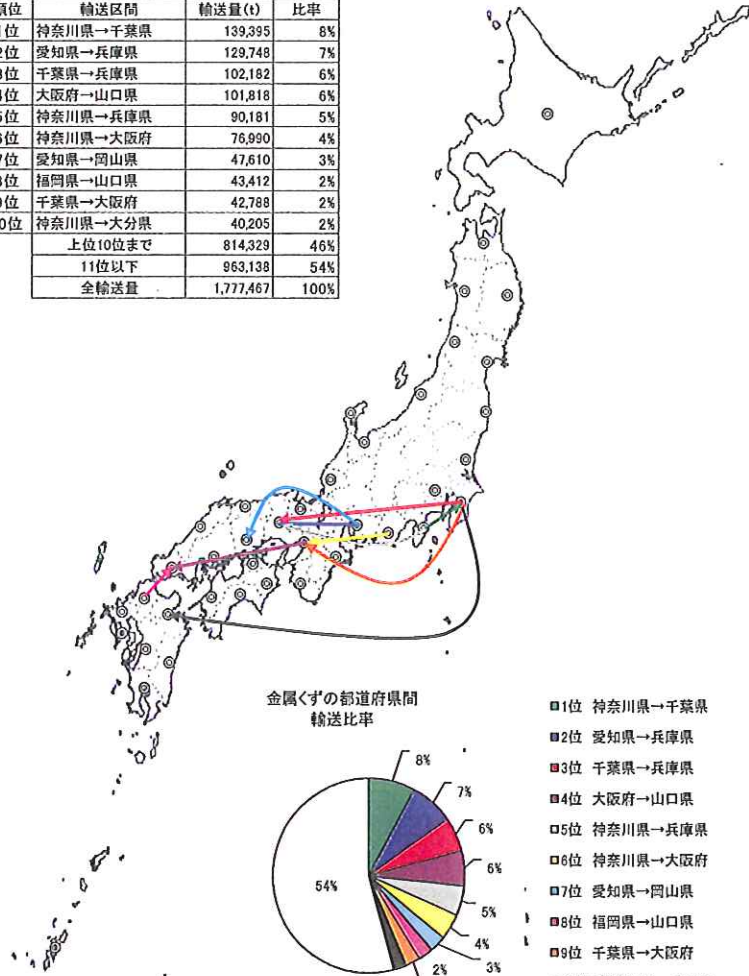 順位 輸送区間 輸送量(t) 比率
1位 神奈川県→千葉県 139,395 8%
2位 愛知県→兵庫県 129,748 7%
3位 千葉県→兵庫県 102,182 6%
4位 大阪府→山口県 101,818 6%
5位 神奈川県→兵庫県 90,181 5%
6位 神奈川県→大阪府 76,990 4%
7位 愛知県→岡山県 47,610 3%
8位 福岡県→山口県 43,412 2%
9位 千葉県→大阪府 42,788 2%
0位 神奈川県→大分県 40,205 2%
上位10位まで 814,329 46%
11位以下 963,138 54%
全輸送量 1,777,467 100%
金属くずの都道府県間
輸送比率
8%
7%
6%
6%
5%
4%
3%
2%
54%
1位 神奈川県→千葉県
2位 愛知県→兵庫県
3位 千葉県→兵庫県
4位 大阪府→山口県
5位 神奈川県→兵庫県
6位 神奈川県→大阪府
7位 愛知県→岡山県
8位 福岡県→山口県
9位 千葉県→大阪府